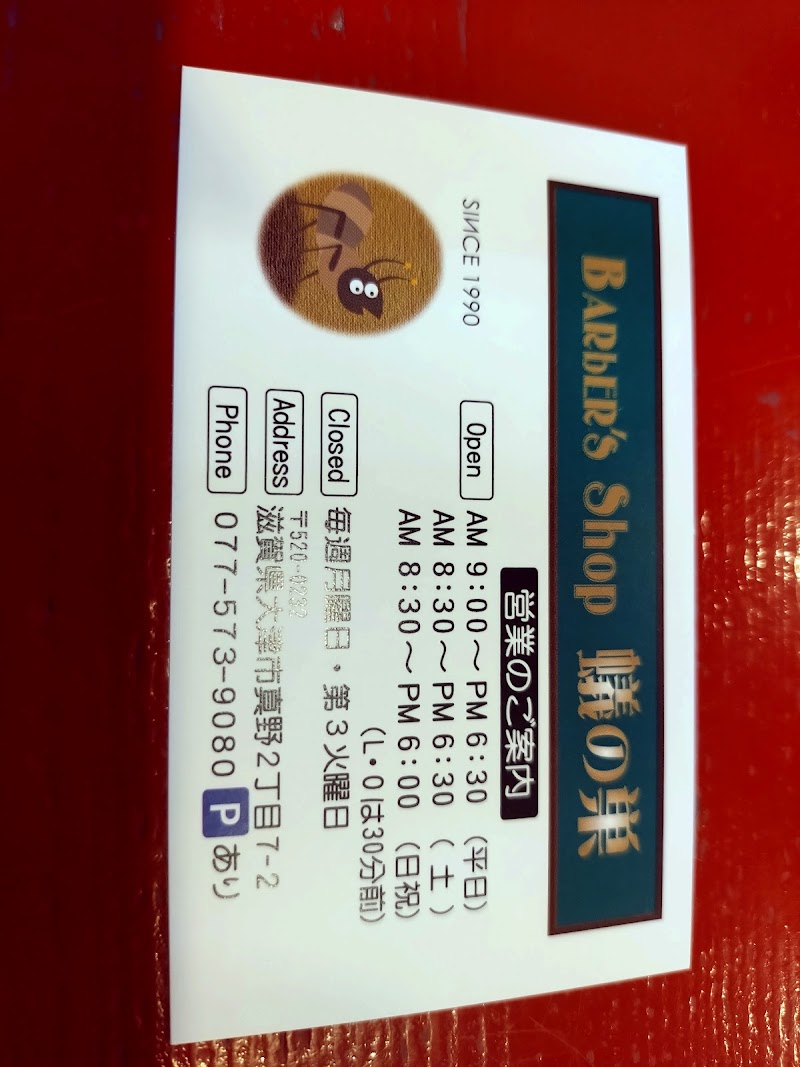 BARbER'S Shop 蟻の巣
営業のご案内
SINCE 1990
Open AM 9:00～PM 6:30 (平日)
AM 8:30～PM 6:30 (土)
AM 8:30～PM 6:00 (日祝)
(L・Oは30分前)
Closed 毎週月曜日・第3火曜日
〒520-0232
Address 滋賀県大津市真野2丁目7-2
Phone 077-573-9080 P あり